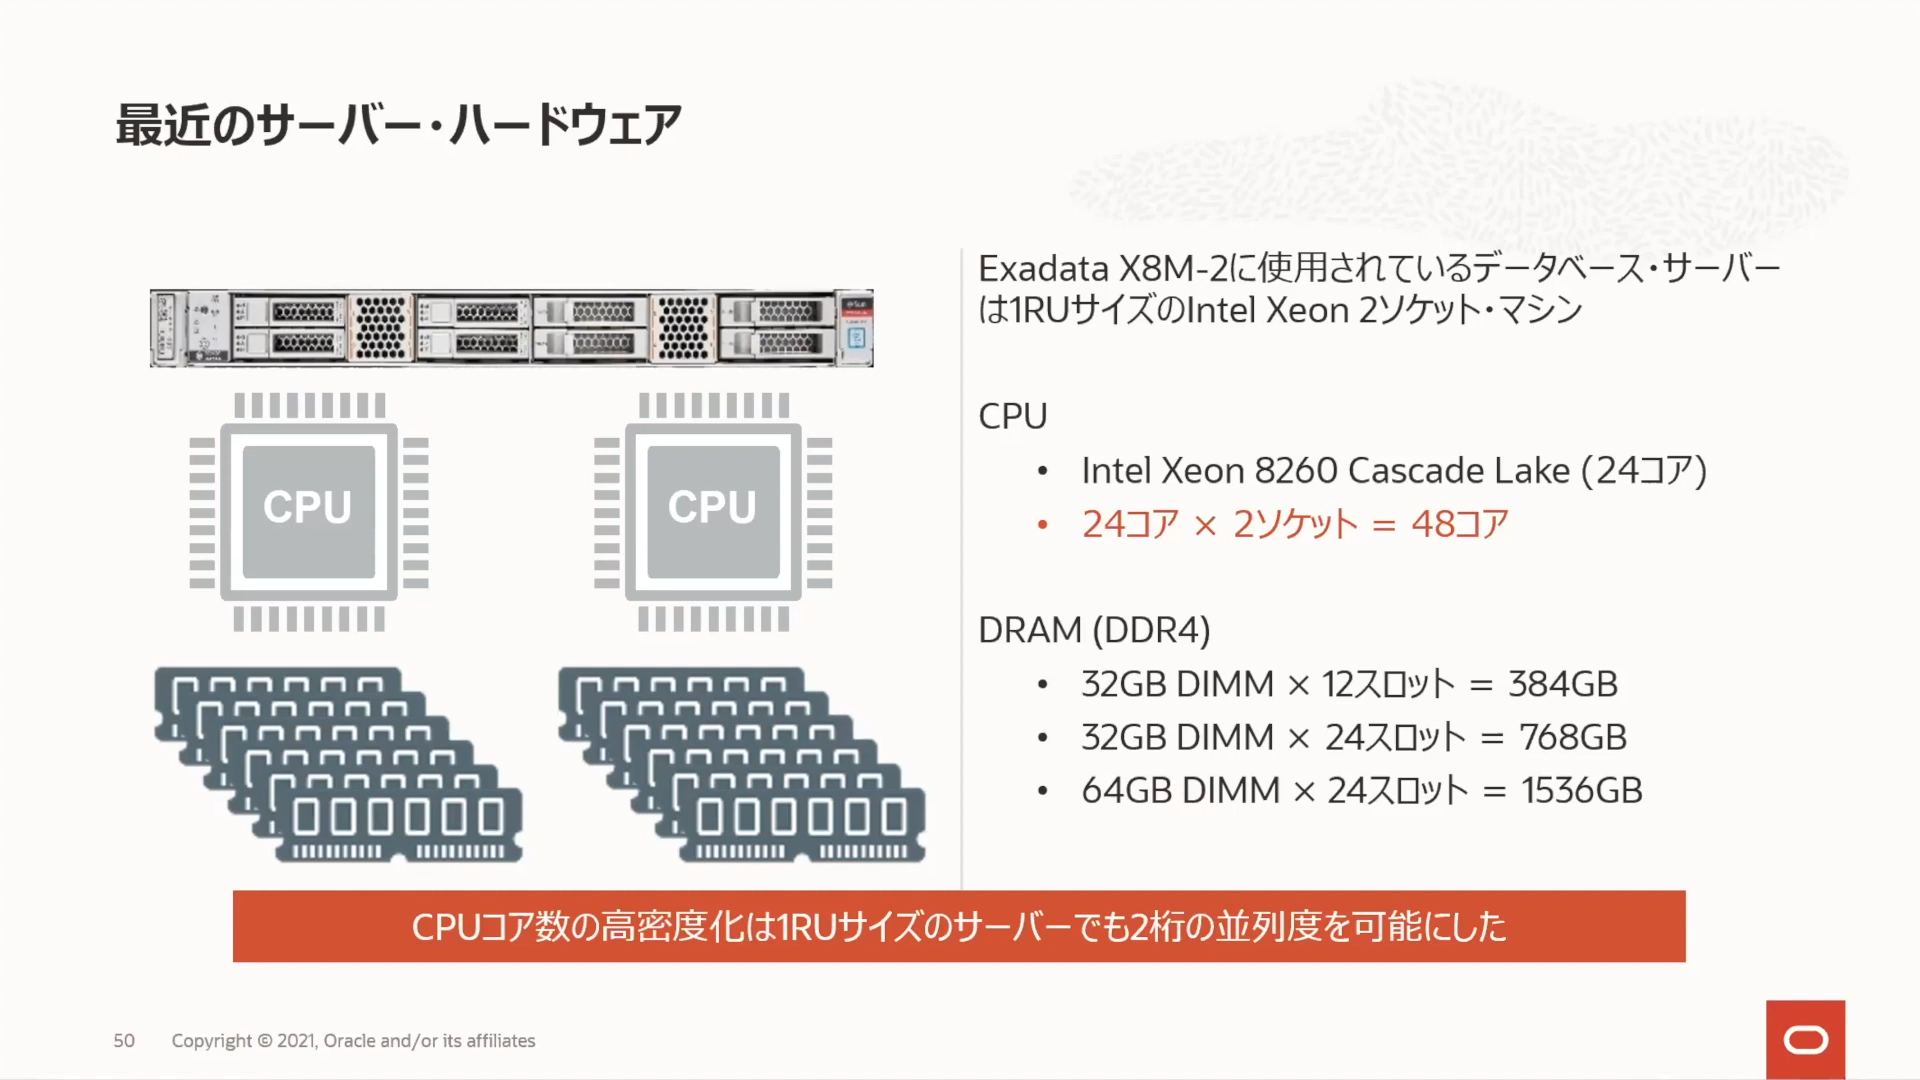 最近のサーバー・ハードウェア
Exadata X8M-2に使用されているデータベース・サーバー
は1RUサイズのIntel Xeon 2ソケット・マシン
CPU
CPU
CPU
• Intel Xeon 8260 Cascade Lake (24コア)
• 24コア × 2ソケット = 48コア
DRAM (DDR4)
• 32GB DIMM × 12スロット = 384GB
• 32GB DIMM × 24スロット = 768GB
• 64GB DIMM × 24スロット = 1536GB
CPUコア数の高密度化は1RUサイズのサーバーでも2桁の並列度を可能にした
50 Copyright © 2021, Oracle and/or its affiliates